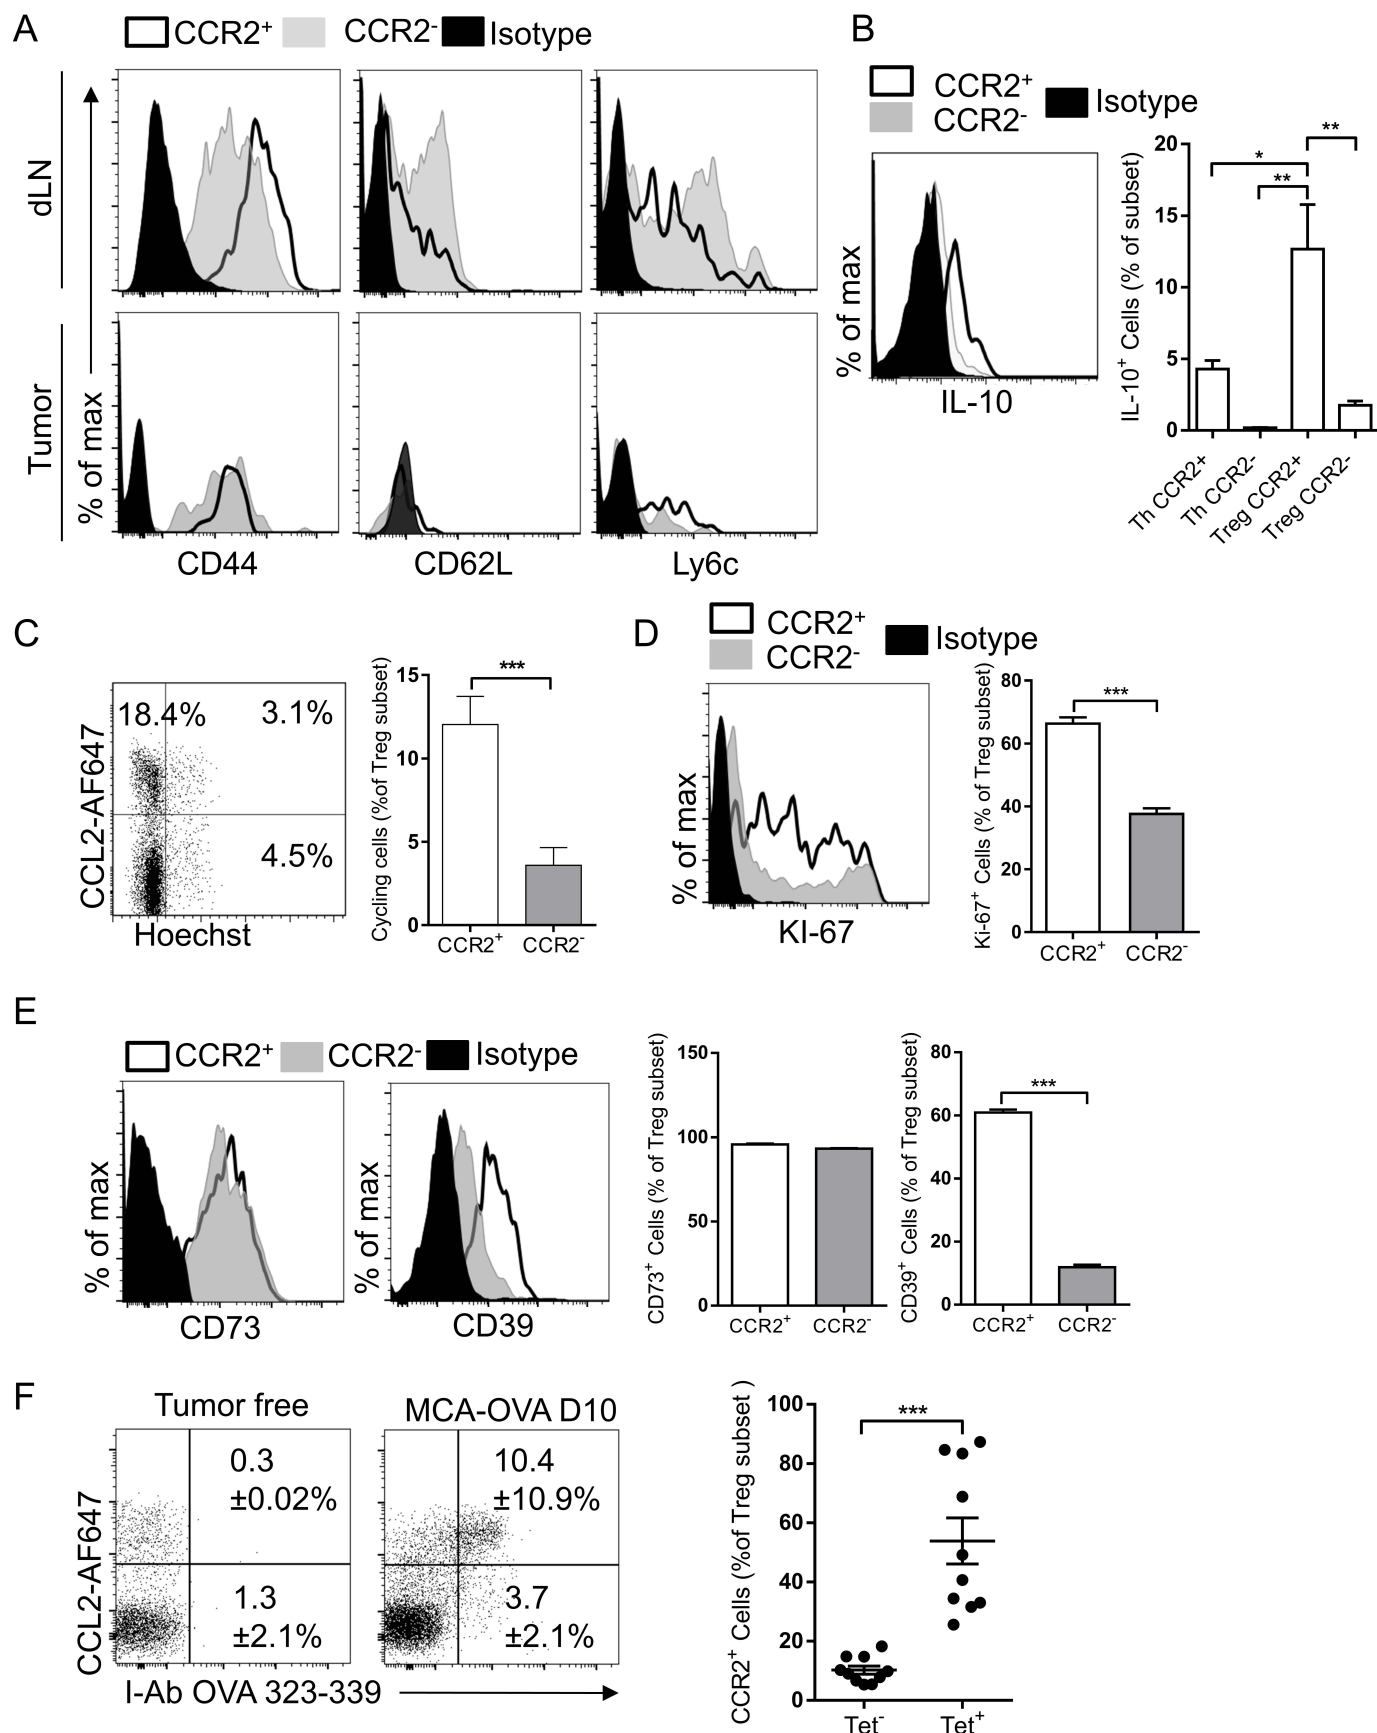 A
CCR2+ CCR2- Isotype
dLN
Tumor
% of max
CD44 CD62L Ly6c
B
CCR2+
CCR2-
Isotype
% of max
IL-10
IL-10+ Cells (% of subset)
20
15
10
5
0
*
**
**
Th CCR2+
Th CCR2-
Treg CCR2+
Treg CCR2-
C
CCL2-AF647
18.4% 3.1%
4.5%
Hoechst
Cycling cells (%of Treg subset)
15
10
5
0
***
CCR2+ CCR2-
D
CCR2+
CCR2-
Isotype
% of max
KI-67
Ki-67+ Cells (% of Treg subset)
80
60
40
20
0
***
CCR2+ CCR2-
E
CCR2+ CCR2- Isotype
% of max
CD73
% of max
CD39
CD73+ Cells (% of Treg subset)
150
100
50
0
CCR2+ CCR2-
CD39+ Cells (% of Treg subset)
80
60
40
20
0
***
CCR2+ CCR2-
F
Tumor free
MCA-OVA D10
CCL2-AF647
0.3
±0.02%
1.3
±2.1%
10.4
±10.9%
3.7
±2.1%
I-Ab OVA 323-339
CCR2+ Cells (%of Treg subset )
100
80
60
40
20
0
***
Tet- Tet+